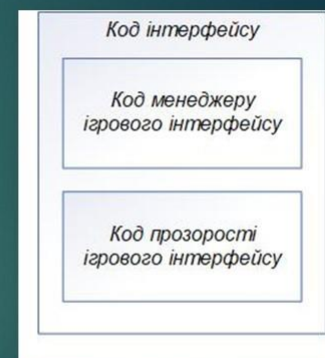 Код інтерфейсу
Код менеджеру
ігрового інтерфейсу
Код прозорості
ігрового інтерфейсу